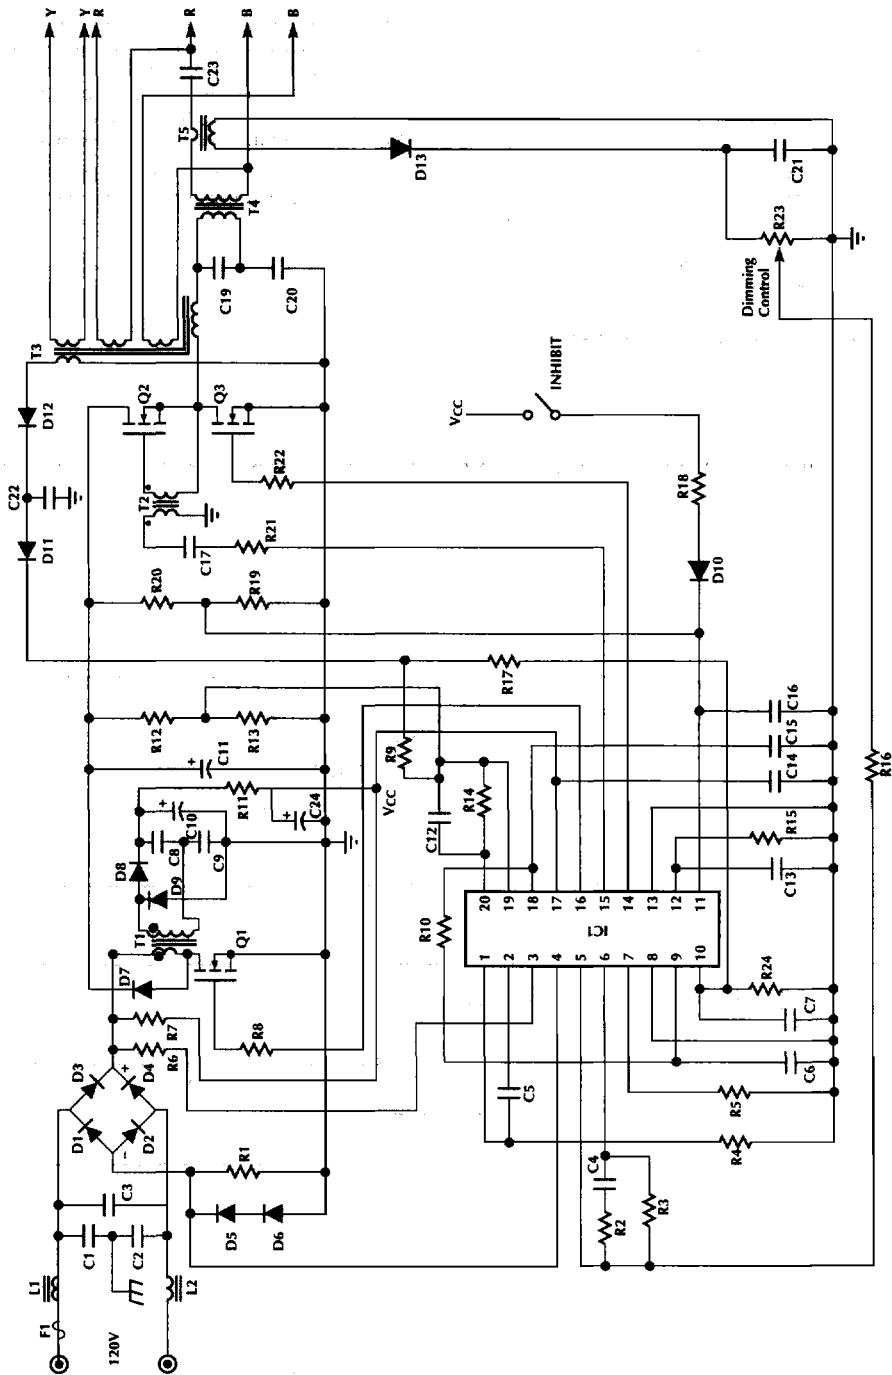 F1
120V
L1
L2
C1
C2
C3
D1
D2
D3
D4
−
+
D5
D6
R1
R6
R7
D7
R8
Q1
T1
D8
D9
C8
C9
C10
+
R11
C24
+
C11
+
VCC
R12
R13
R20
R19
D11
C22
D12
C17
R21
T2
R22
Q2
Q3
T3
C19
C20
T4
T5
C23
Y
Y
R
R
B
B
R9
R17
C12
R14
R10
C4
R2
R3
C5
R4
R5
IC1
1
2
3
4
5
6
7
8
9
10
20
19
18
17
16
15
14
13
12
11
C6
C7
R24
C13
R15
C14
C15
C16
D10
R18
VCC
INHIBIT
R16
D13
C21
R23
Dimming
Control